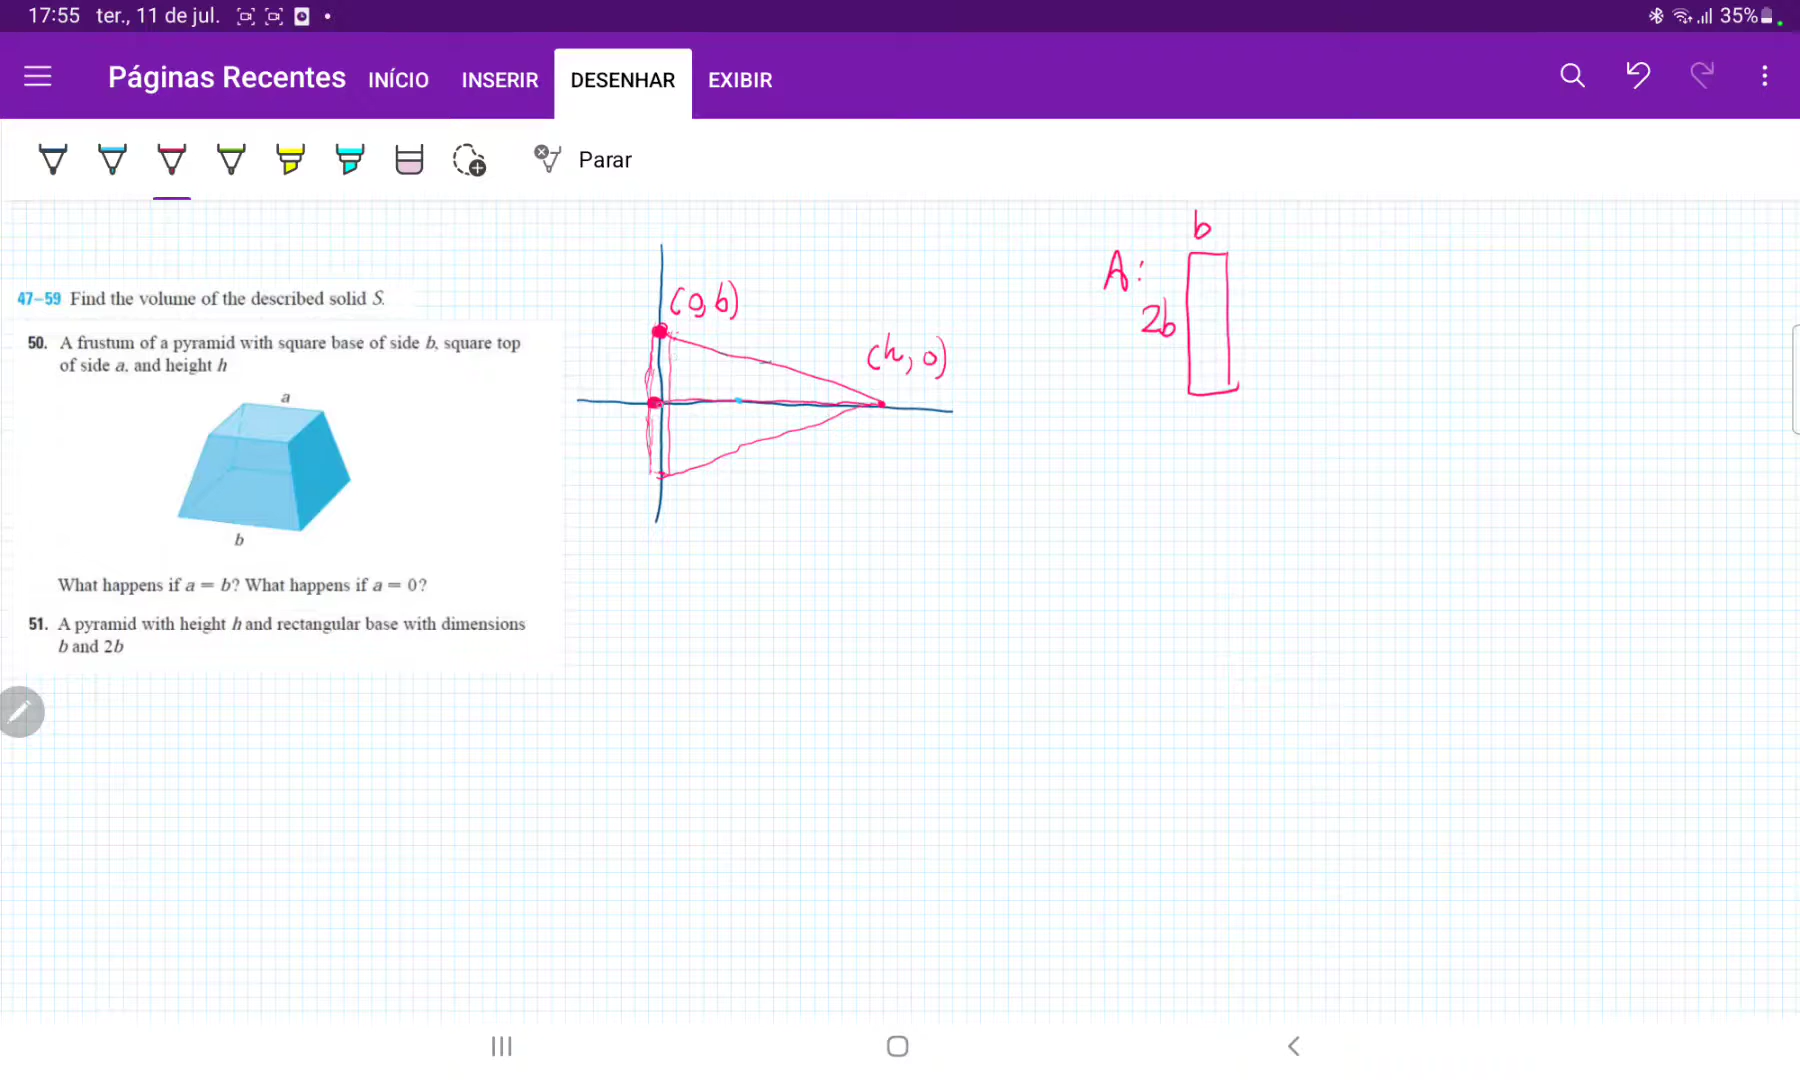 17:55 ter., 11 de jul.
35%
Páginas Recentes INÍCIO INSERIR DESENHAR EXIBIR
Parar
47–59 Find the volume of the described solid S.
50. A frustum of a pyramid with square base of side b, square top
of side a, and height h
a
b
What happens if a = b? What happens if a = 0?
51. A pyramid with height h and rectangular base with dimensions
b and 2b
(0,b)
(h,0)
b
A:
2b